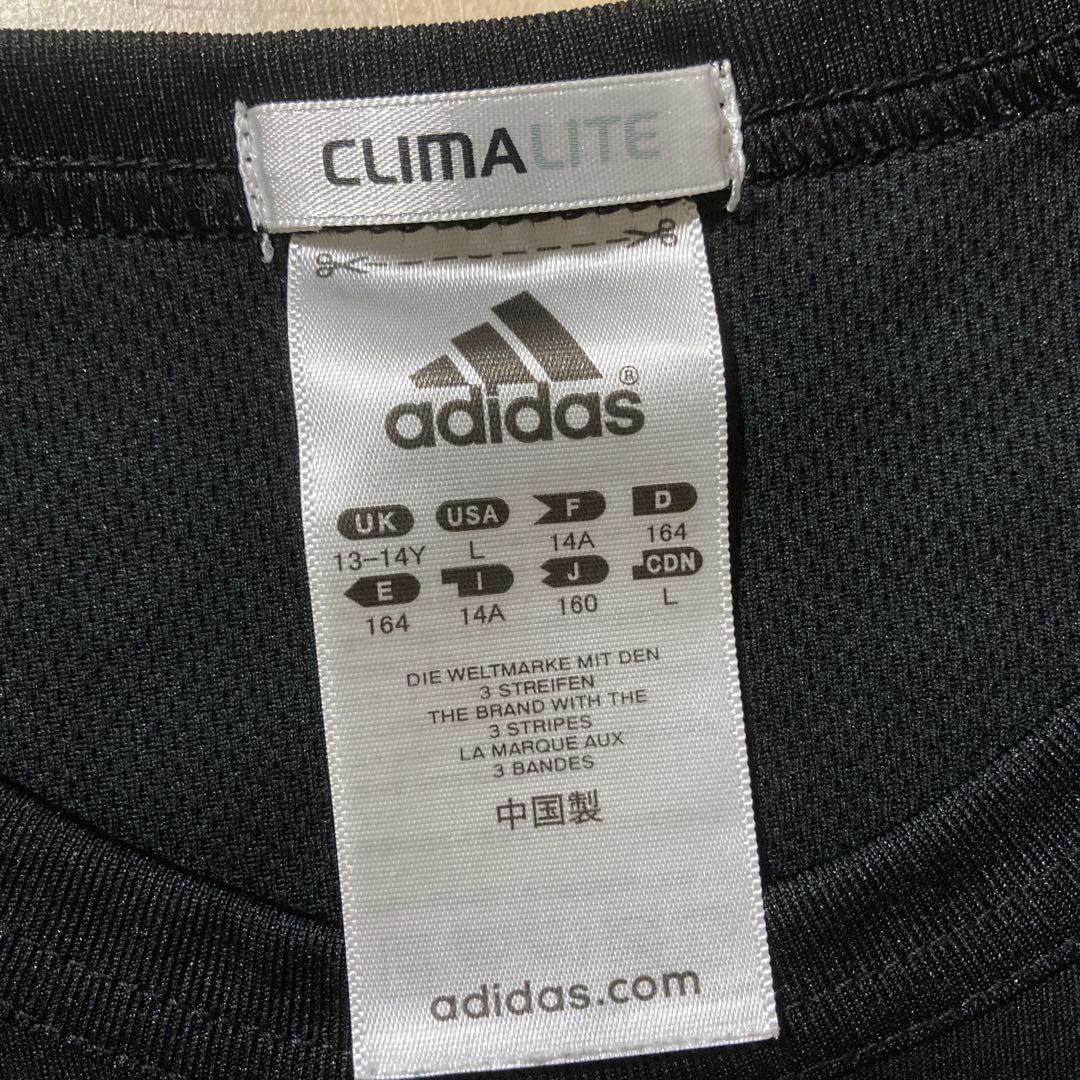 CLIMALITE
adidas®
UK USA F D
13-14Y L 14A 164
E I J CDN
164 14A 160 L
DIE WELTMARKE MIT DEN
3 STREIFEN
THE BRAND WITH THE
3 STRIPES
LA MARQUE AUX
3 BANDES
中国製
adidas.com